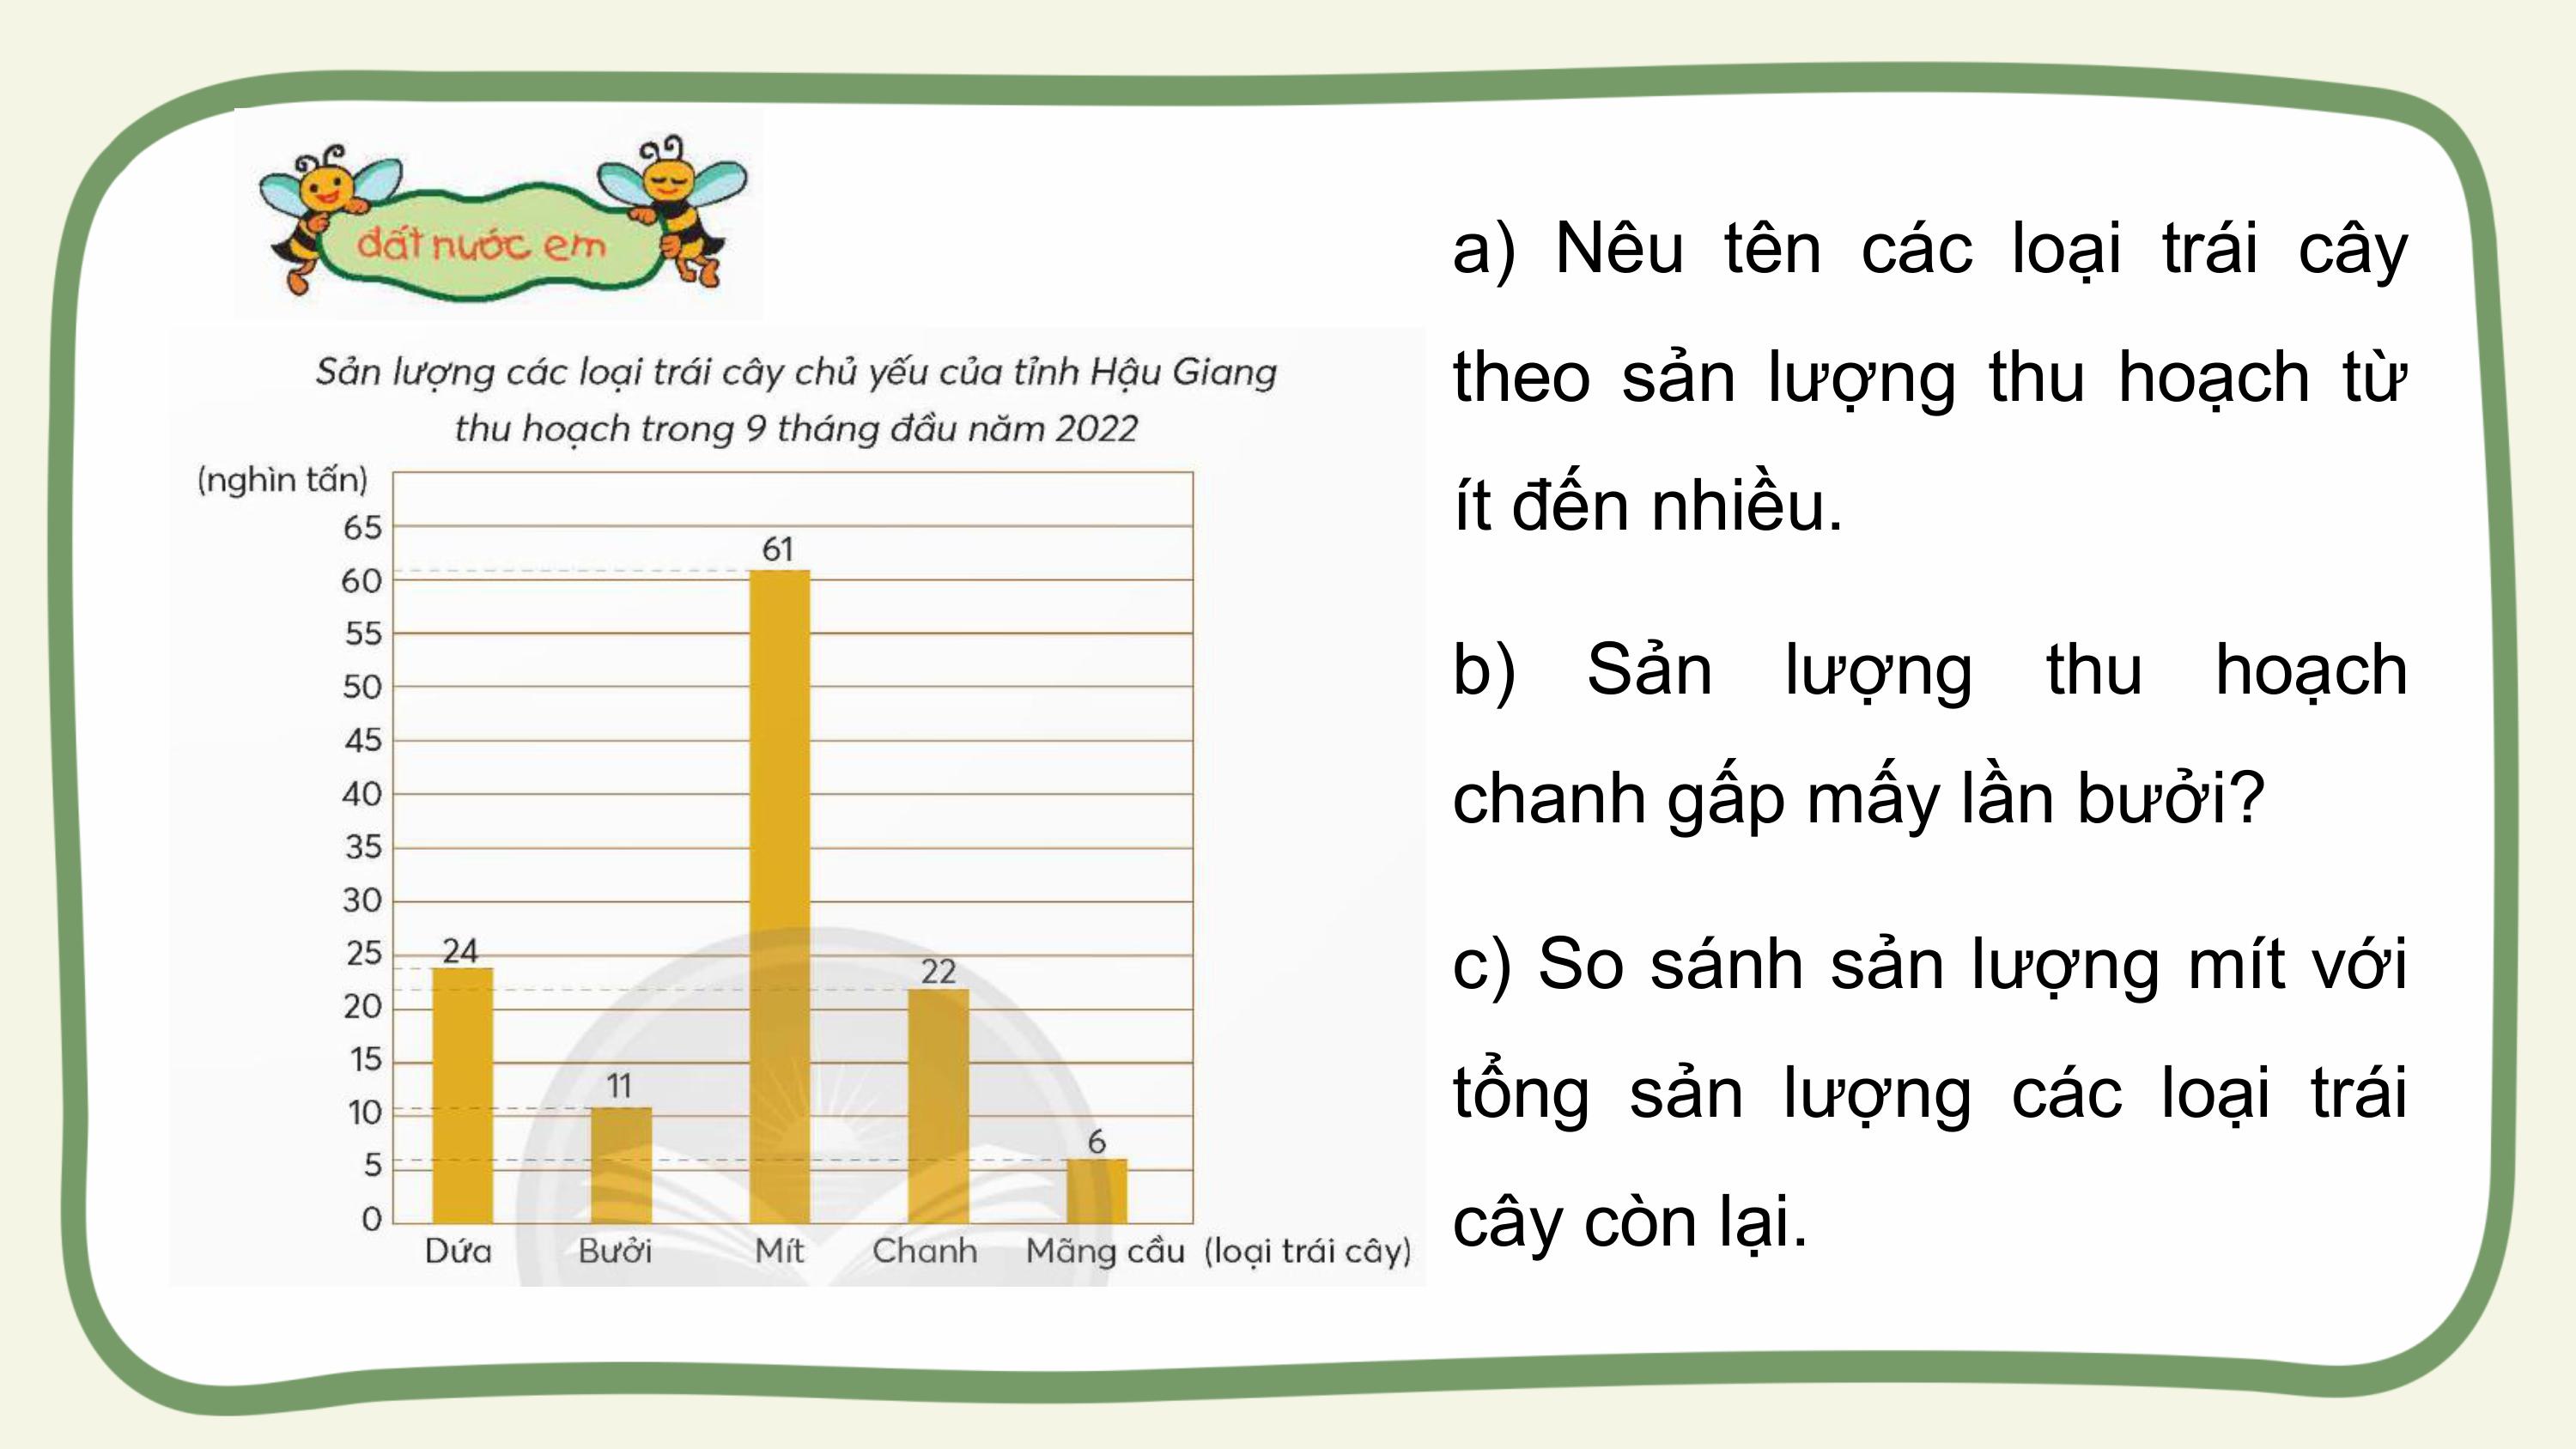 đất nước em
Sản lượng các loại trái cây chủ yếu của tỉnh Hậu Giang
thu hoạch trong 9 tháng đầu năm 2022
(nghìn tấn)
65
60
55
50
45
40
35
30
25
20
15
10
5
0
24
11
61
22
6
Dứa
Bưởi
Mít
Chanh
Mãng cầu
(loại trái cây)
a) Nêu tên các loại trái cây
theo sản lượng thu hoạch từ
ít đến nhiều.
b) Sản lượng thu hoạch
chanh gấp mấy lần bưởi?
c) So sánh sản lượng mít với
tổng sản lượng các loại trái
cây còn lại.